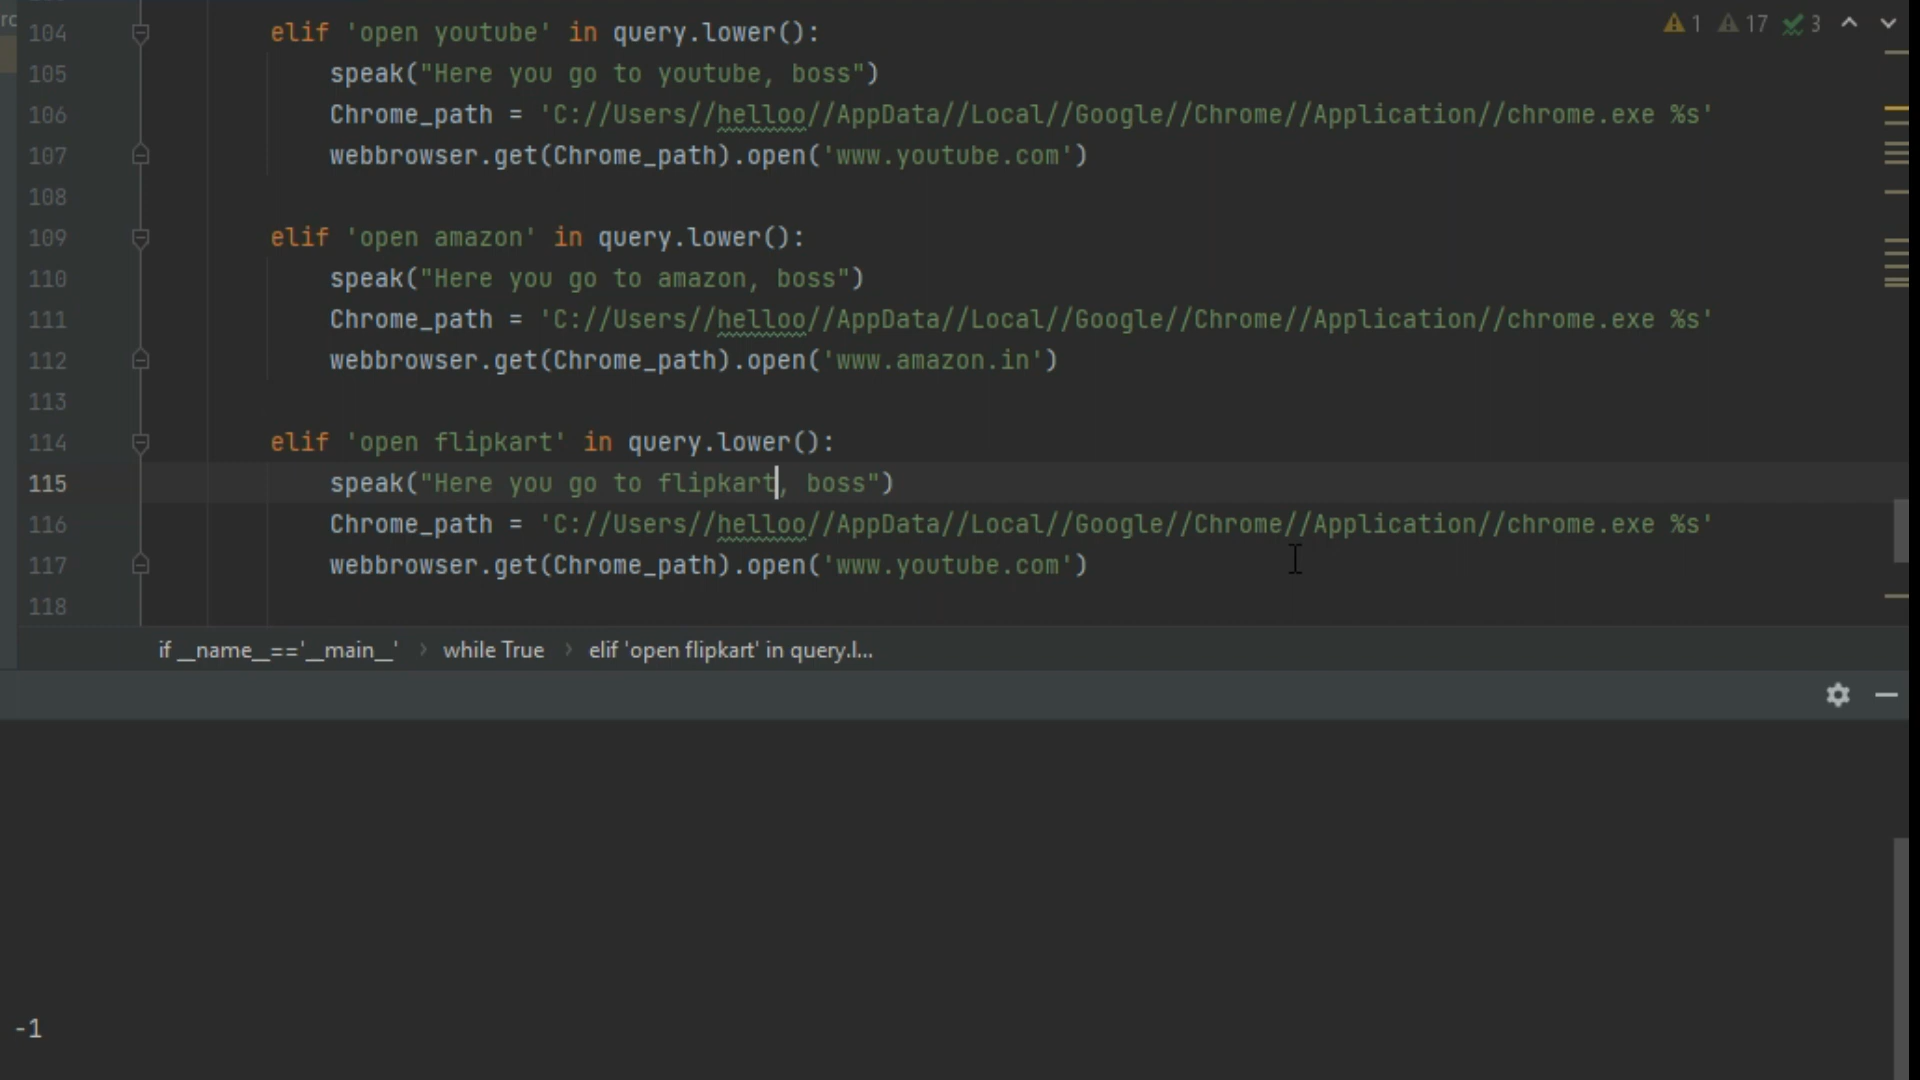 rc
104 elif 'open youtube' in query.lower():
1 17 3
105 speak("Here you go to youtube, boss")
106 Chrome_path = 'C://Users//helloo//AppData//Local//Google//Chrome//Application//chrome.exe %s'
107 webbrowser.get(Chrome_path).open('www.youtube.com')
108
109 elif 'open amazon' in query.lower():
110 speak("Here you go to amazon, boss")
111 Chrome_path = 'C://Users//helloo//AppData//Local//Google//Chrome//Application//chrome.exe %s'
112 webbrowser.get(Chrome_path).open('www.amazon.in')
113
114 elif 'open flipkart' in query.lower():
115 speak("Here you go to flipkart, boss")
116 Chrome_path = 'C://Users//helloo//AppData//Local//Google//Chrome//Application//chrome.exe %s'
117 webbrowser.get(Chrome_path).open('www.youtube.com')
118
if __name__=='__main__' › while True › elif 'open flipkart' in query.l...
-1